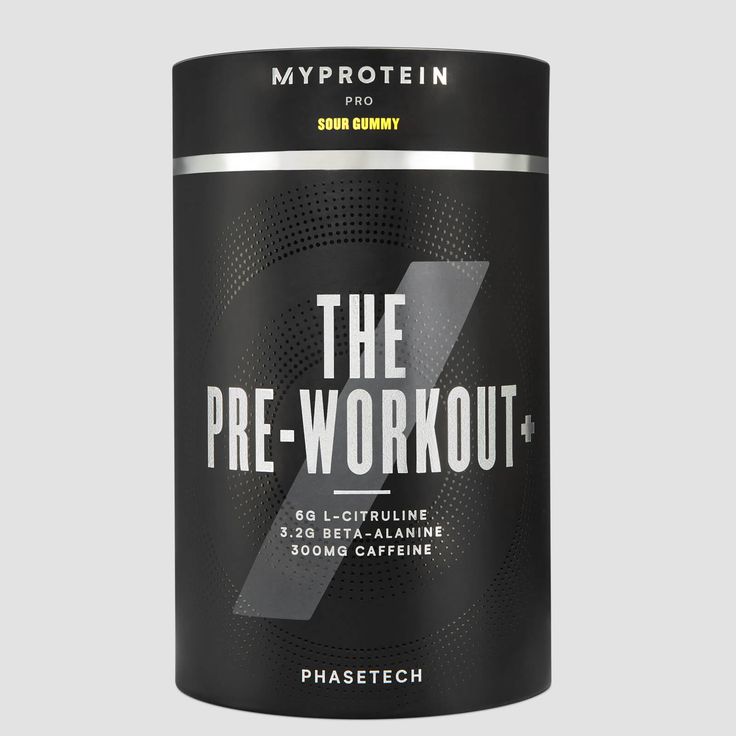 MYPROTEIN
PRO
SOUR GUMMY
THE
PRE-WORKOUT+
6G L-CITRULINE
3.2G BETA-ALANINE
300MG CAFFEINE
PHASETECH